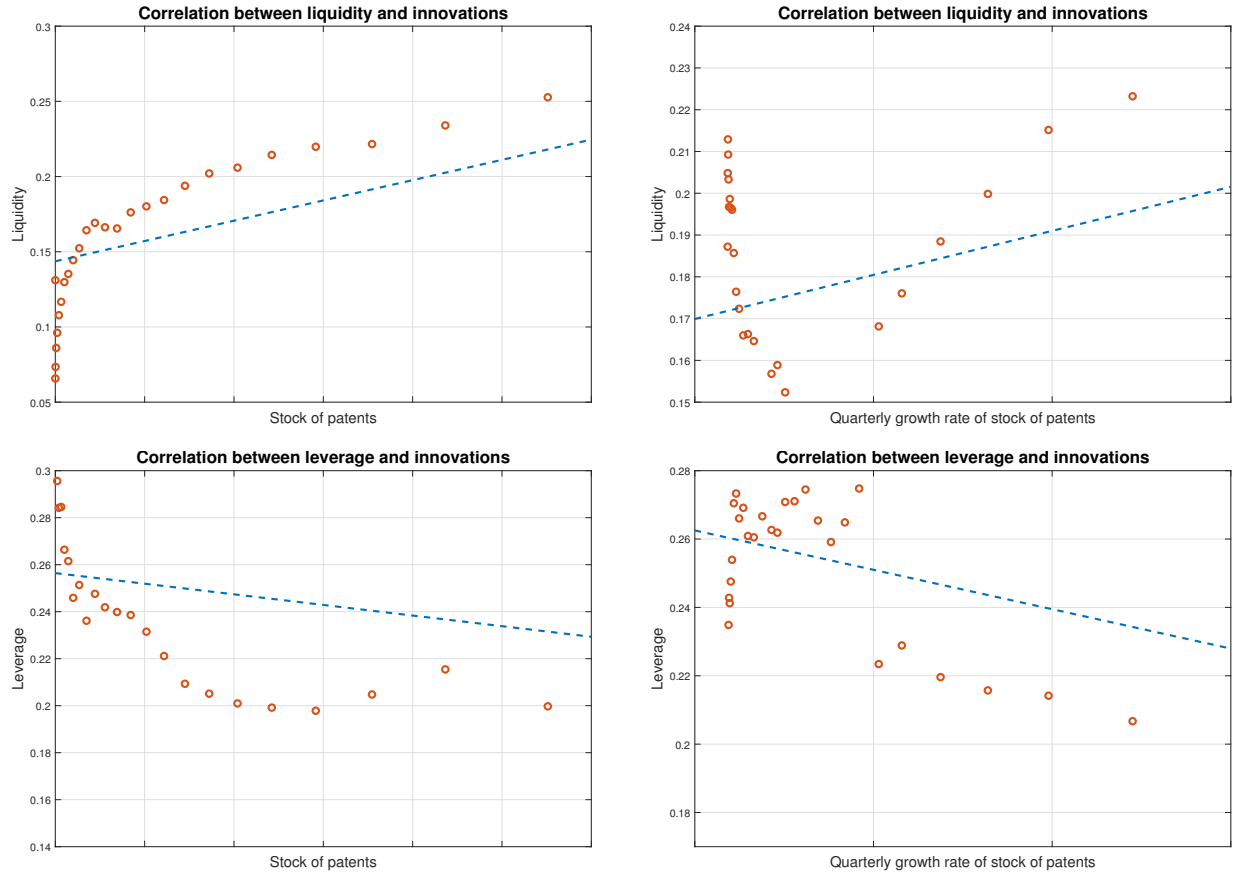 Correlation between liquidity and innovations
0.3
0.25
0.2
0.15
0.1
0.05
Liquidity
Stock of patents
Correlation between liquidity and innovations
0.24
0.23
0.22
0.21
0.2
0.19
0.18
0.17
0.16
0.15
Liquidity
Quarterly growth rate of stock of patents
Correlation between leverage and innovations
0.3
0.28
0.26
0.24
0.22
0.2
0.18
0.16
0.14
Leverage
Stock of patents
Correlation between leverage and innovations
0.28
0.26
0.24
0.22
0.2
0.18
Leverage
Quarterly growth rate of stock of patents